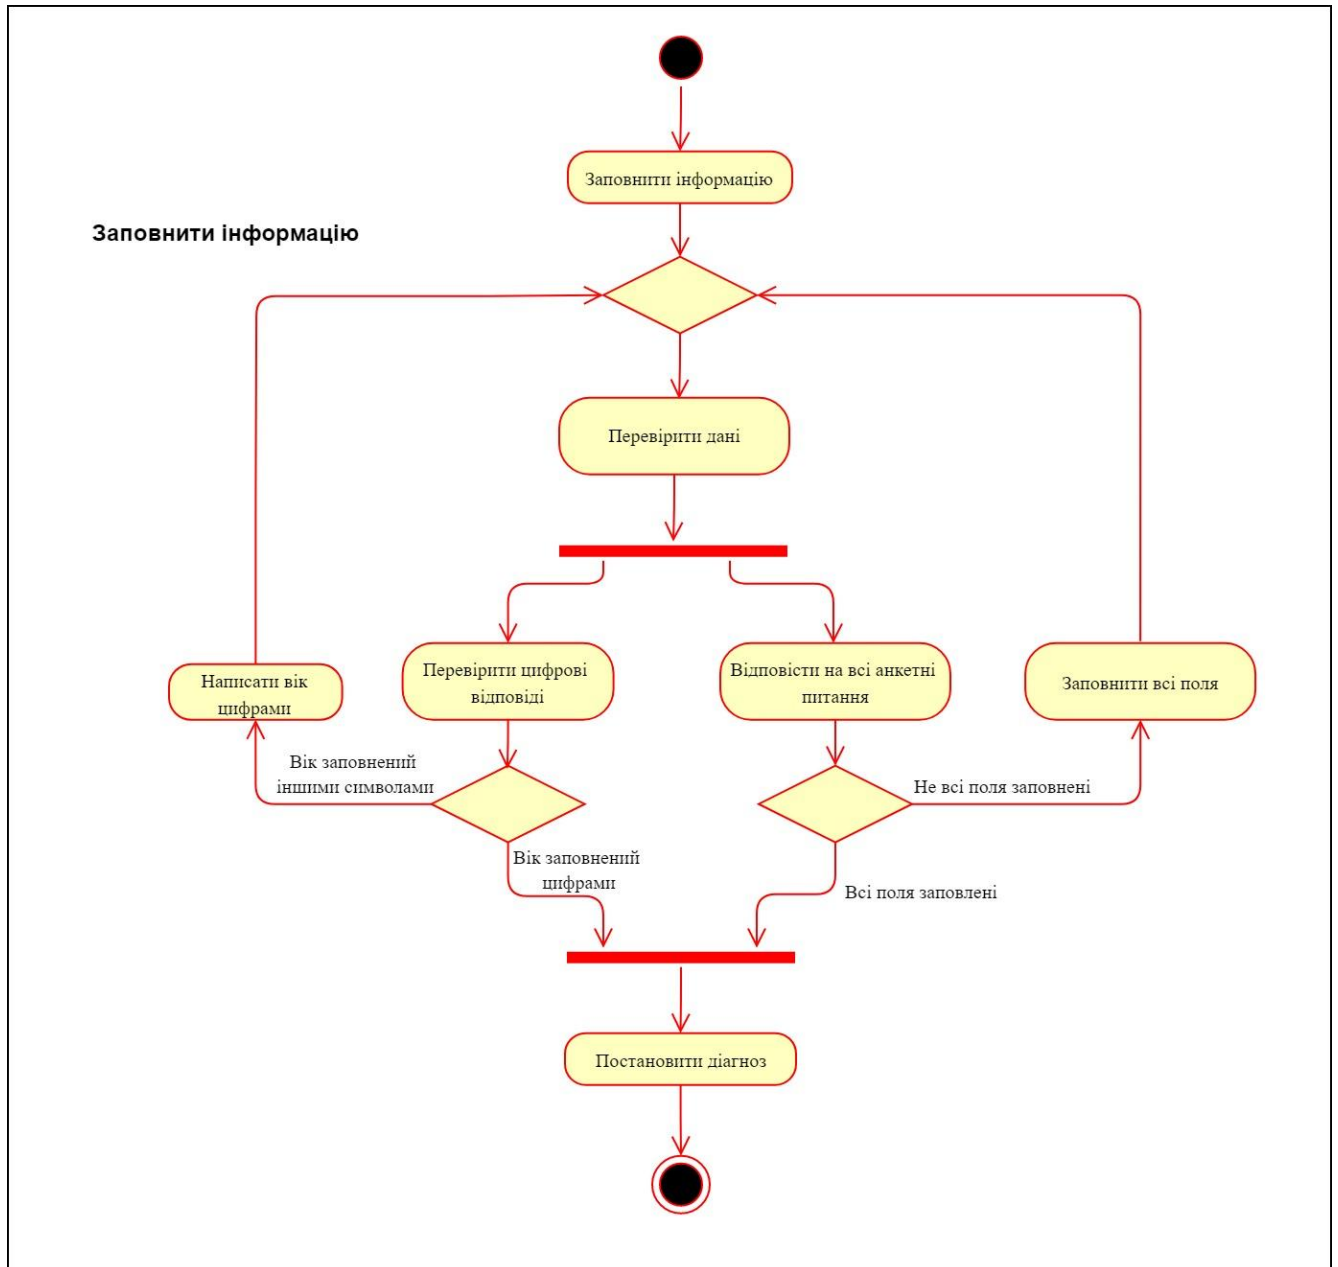 Заповнити інформацію
Заповнити інформацію
Перевірити дані
Написати вік
цифрами
Перевірити цифрові
відповіді
Відповісти на всі анкетні
питання
Заповнити всі поля
Вік заповнений
іншими символами
Не всі поля заповнені
Вік заповнений
цифрами
Всі поля заповлені
Постановити діагноз